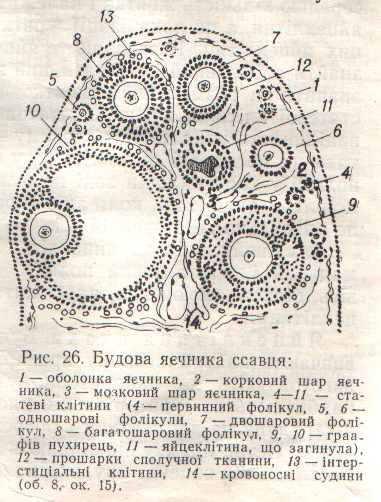 13
8
7
12
5
1
11
10
6
2
4
3
9
14
Рис. 26. Будова яєчника ссавця:
1 — оболонка яєчника, 2 — корковий шар яєч-
ника, 3 — мозковий шар яєчника, 4—11 — ста-
теві клітини (4 — первинний фолікул, 5, 6 —
одношарові фолікули, 7 — двошаровий фолі-
кул, 8 — багатошаровий фолікул, 9, 10 — граа-
фів пухирець, 11 — яйцеклітина, що загинула),
12 — прошарки сполучної тканини, 13 — інтер-
стиціальні клітини, 14 — кровоносні судини
(об. 8, ок. 15).